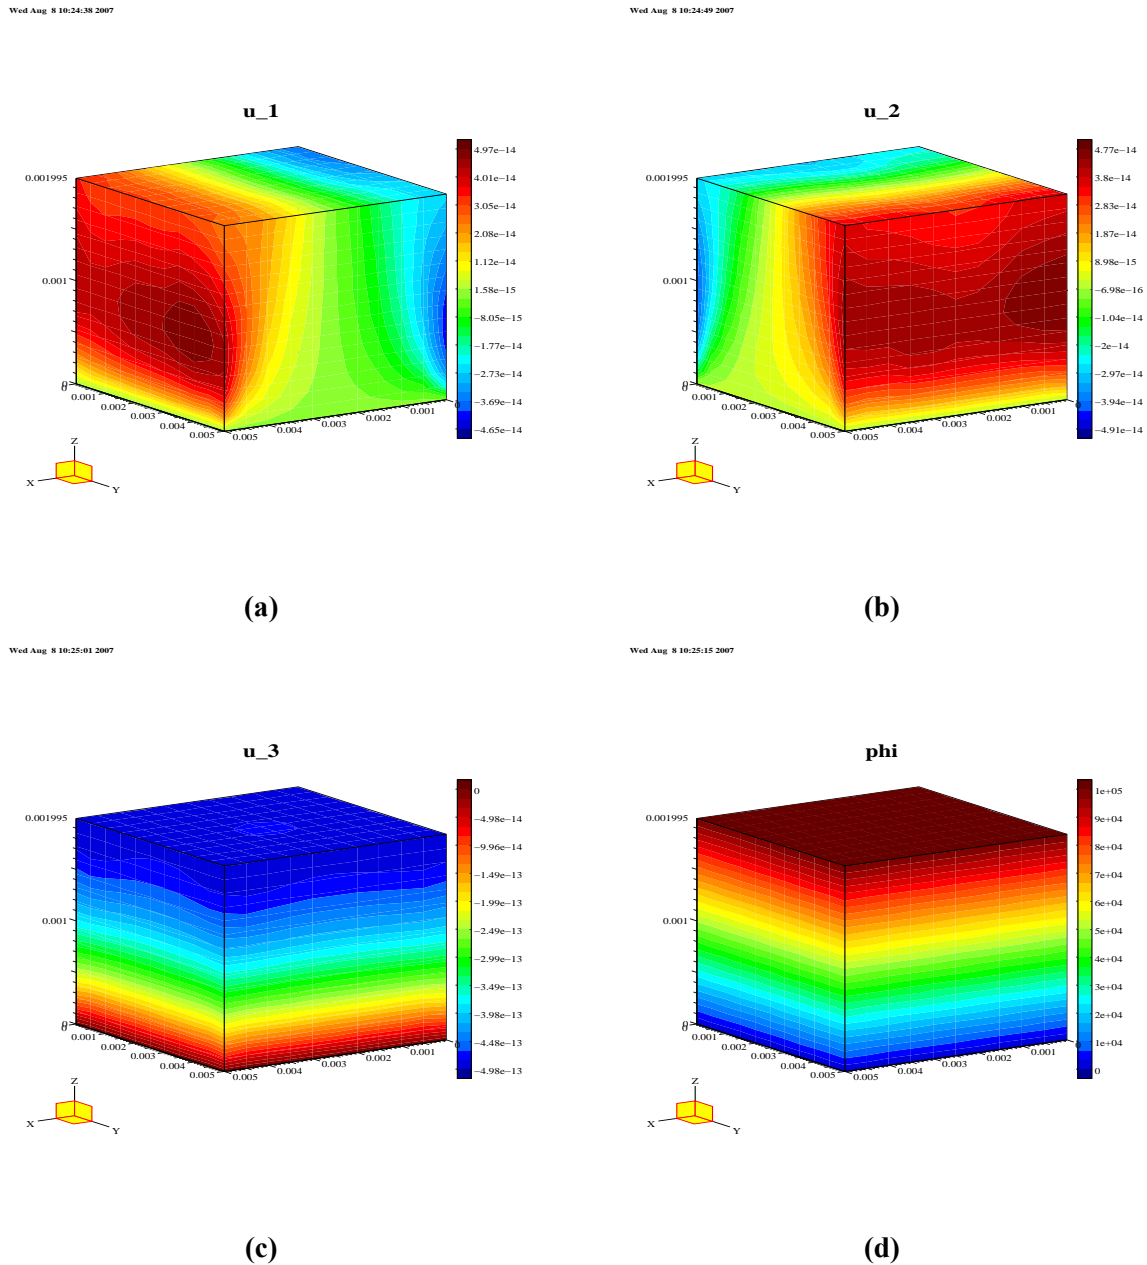 Wed Aug 8 10:24:38 2007
u_1
4.97e−14
4.01e−14
3.05e−14
2.08e−14
1.12e−14
1.58e−15
−8.05e−15
−1.77e−14
−2.73e−14
−3.69e−14
−4.65e−14
0.001995
0.001
0
0.001
0.002
0.003
0.004
0.005
0.005
0.004
0.003
0.002
0.001
0
Z
X
Y
(a)
Wed Aug 8 10:24:49 2007
u_2
4.77e−14
3.8e−14
2.83e−14
1.87e−14
8.98e−15
−6.98e−16
−1.04e−14
−2e−14
−2.97e−14
−3.94e−14
−4.91e−14
0.001995
0.001
0
0.001
0.002
0.003
0.004
0.005
0.005
0.004
0.003
0.002
0.001
0
Z
X
Y
(b)
Wed Aug 8 10:25:01 2007
u_3
0
−4.98e−14
−9.96e−14
−1.49e−13
−1.99e−13
−2.49e−13
−2.99e−13
−3.49e−13
−3.98e−13
−4.48e−13
−4.98e−13
0.001995
0.001
0
0.001
0.002
0.003
0.004
0.005
0.005
0.004
0.003
0.002
0.001
0
Z
X
Y
(c)
Wed Aug 8 10:25:15 2007
phi
1e+05
9e+04
8e+04
7e+04
6e+04
5e+04
4e+04
3e+04
2e+04
1e+04
0
0.001995
0.001
0
0.001
0.002
0.003
0.004
0.005
0.005
0.004
0.003
0.002
0.001
0
Z
X
Y
(d)